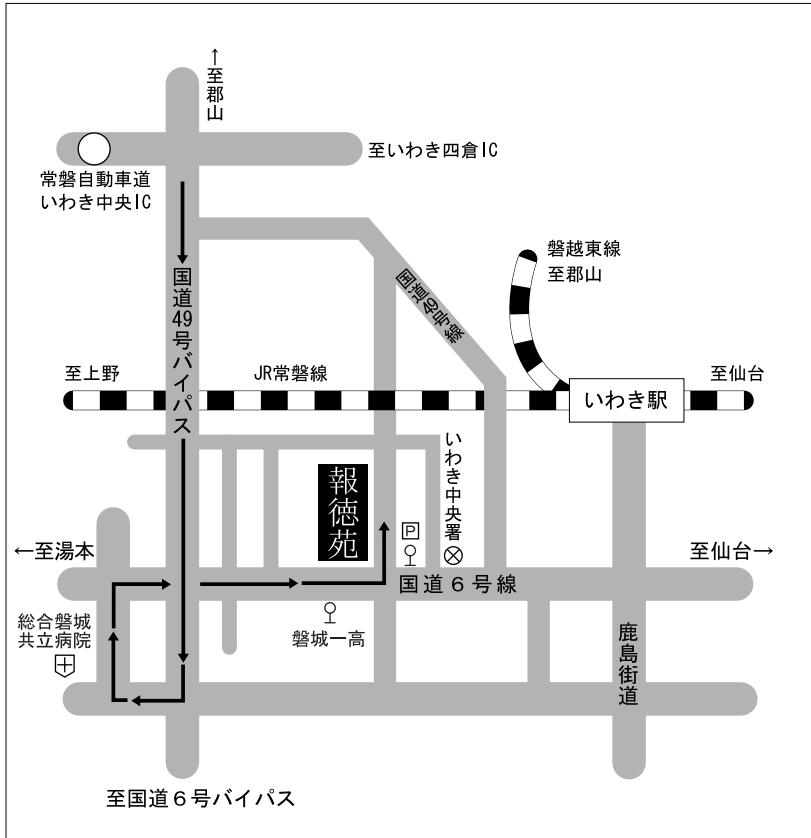 ↑至郡山
至いわき四倉IC
常磐自動車道
いわき中央IC
国道49号バイパス
国道49号線
磐越東線
至郡山
至上野
JR常磐線
いわき駅
至仙台
いわき中央署
報徳苑
P
←至湯本
国道6号線
至仙台→
総合磐城
共立病院
磐城一高
鹿島街道
至国道6号バイパス